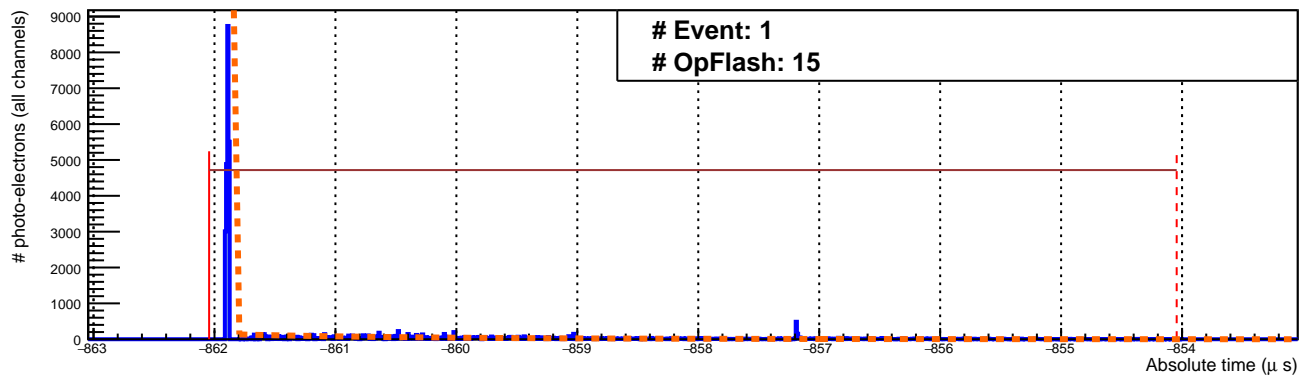 # Event: 1
# OpFlash: 15
# photo-electrons (all channels)
9000
8000
7000
6000
5000
4000
3000
2000
1000
0
−863 −862 −861 −860 −859 −858 −857 −856 −855 −854
Absolute time (μ s)